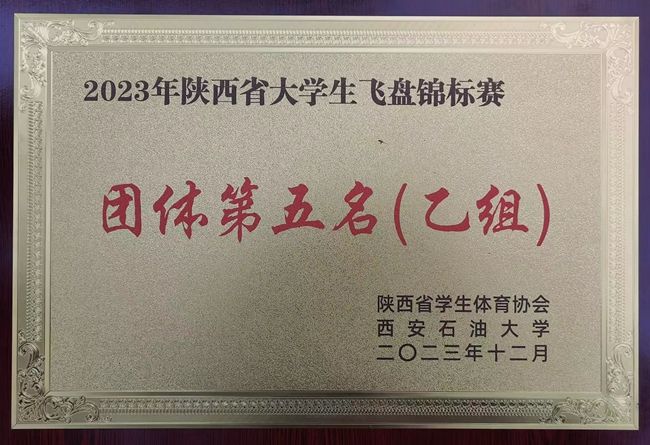 2023年陕西省大学生飞盘锦标赛
团体第五名(乙组)
陕西省学生体育协会
西安石油大学
二〇二三年十二月